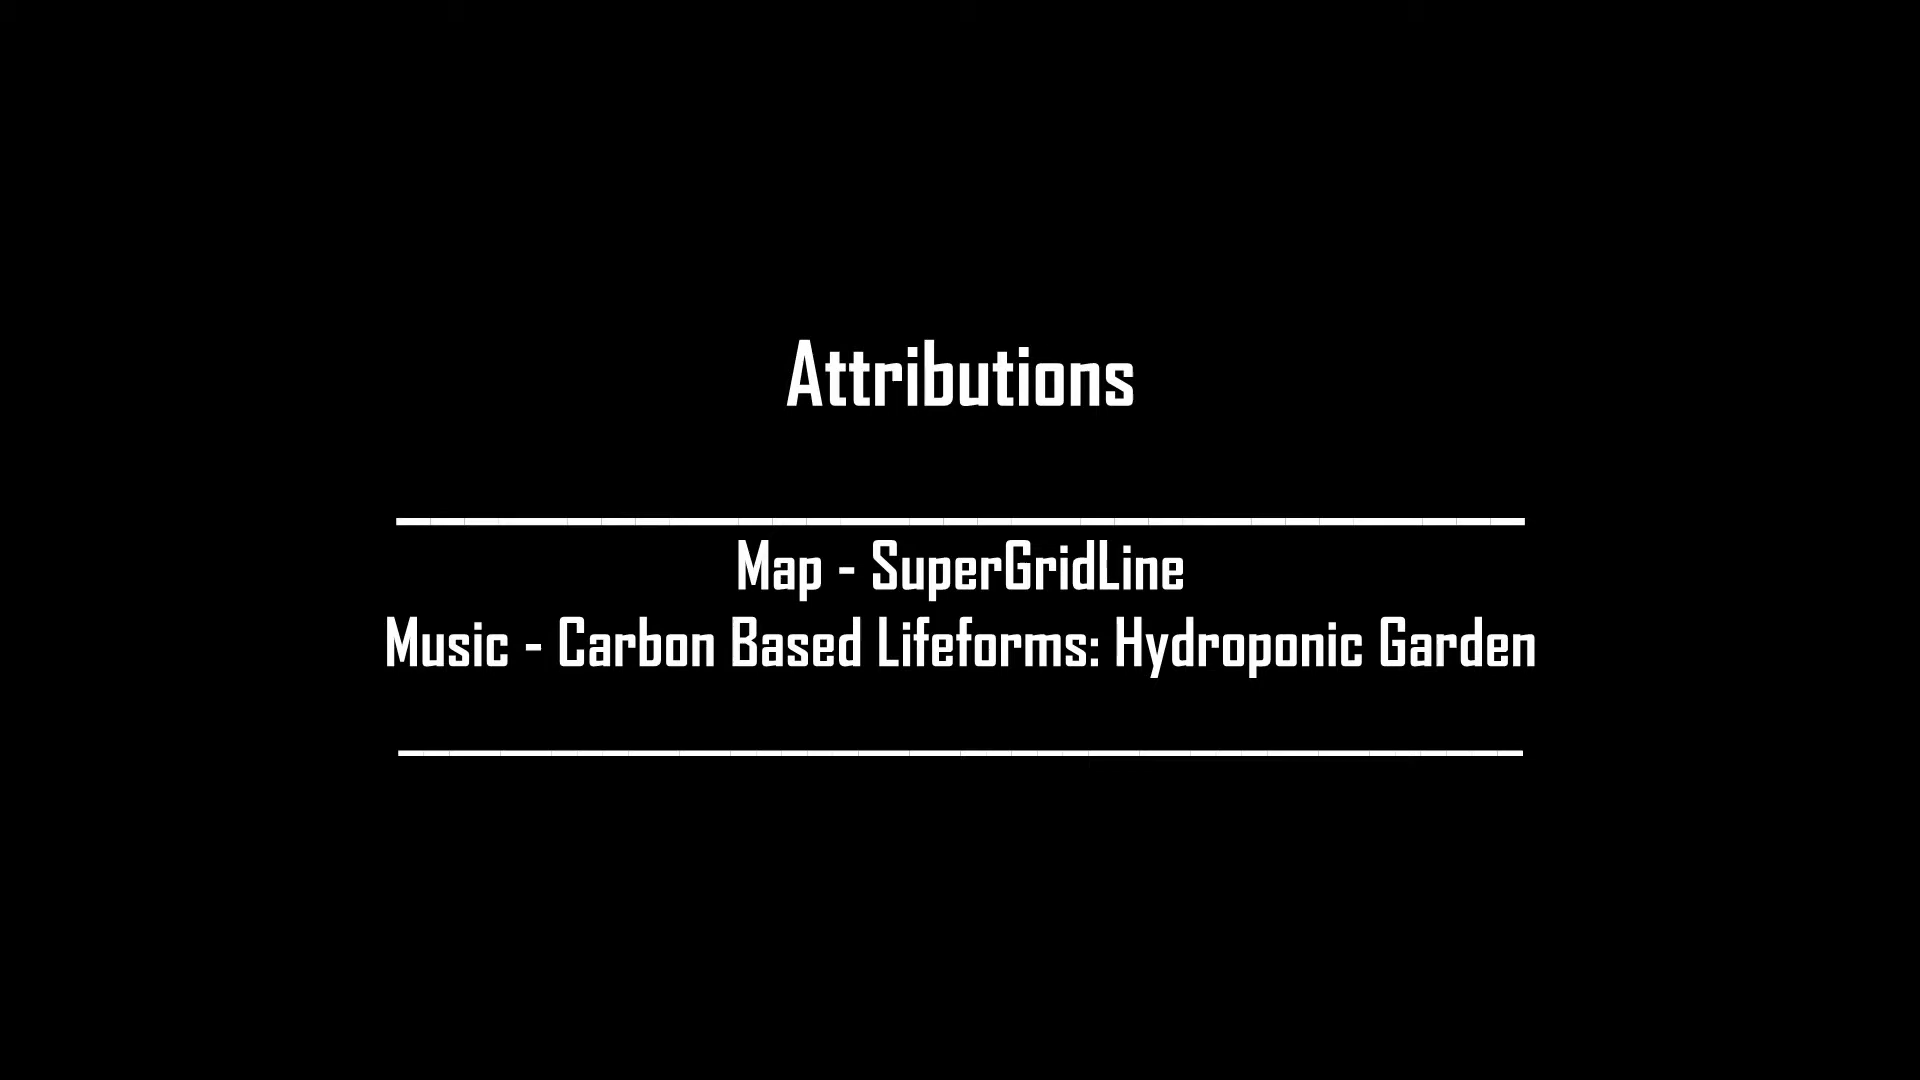 Attributions
Map - SuperGridLine
Music - Carbon Based Lifeforms: Hydroponic Garden